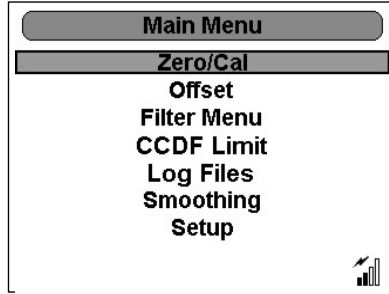 Main Menu
Zero/Cal
Offset
Filter Menu
CCDF Limit
Log Files
Smoothing
Setup